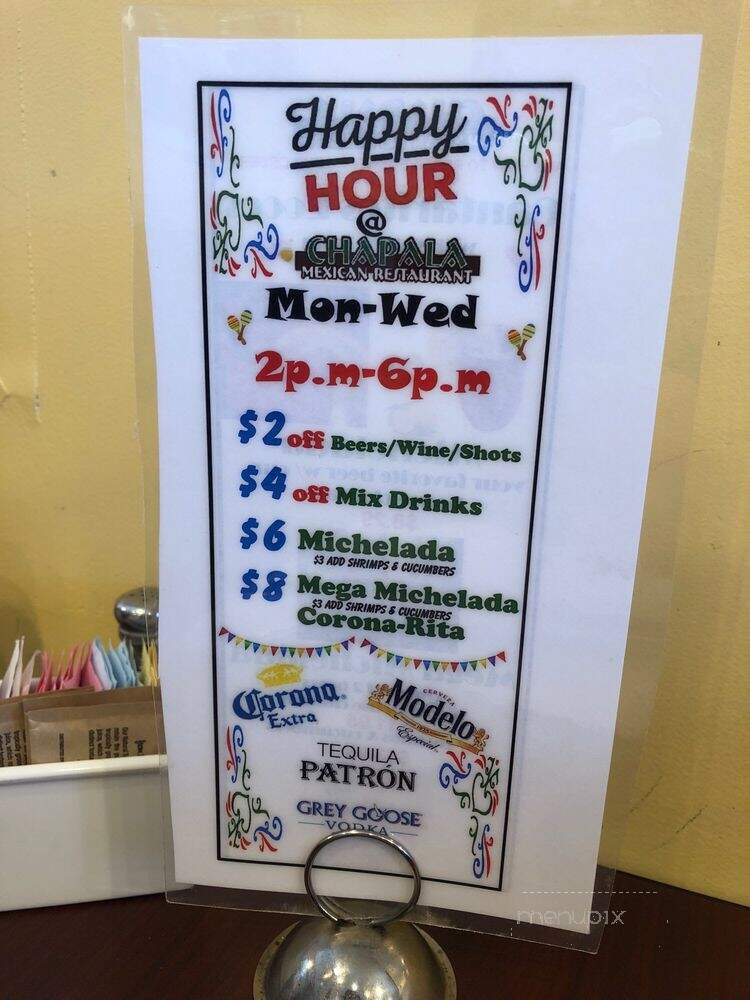 Happy
HOUR
@
CHAPALA
MEXICAN RESTAURANT
Mon-Wed
2p.m-6p.m
$2 off Beers/Wine/Shots
$4 off Mix Drinks
$6 Michelada
$3 ADD SHRIMPS & CUCUMBERS
$8 Mega Michelada
$3 ADD SHRIMPS & CUCUMBERS
Corona-Rita
Corona
Extra
CERVEZA
Modelo
Especial
TEQUILA
PATRÓN
GREY GOOSE
VODKA
menupix